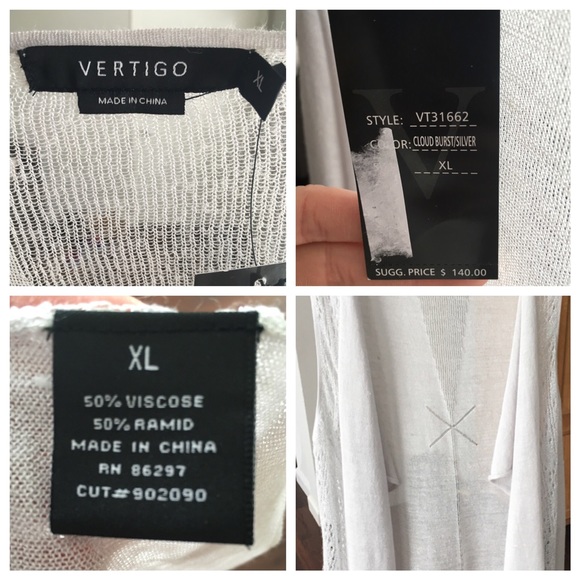 VERTIGO
XL
MADE IN CHINA
STYLE: VT31662
COLOR: CLOUD BURST/SILVER
XL
SUGG. PRICE $ 140.00
XL
50% VISCOSE
50% RAMID
MADE IN CHINA
RN 86297
CUT#902090